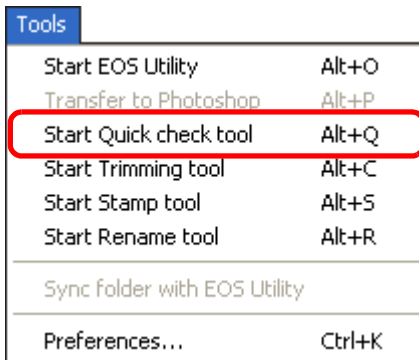 Tools
Start EOS Utility Alt+O
Transfer to Photoshop Alt+P
Start Quick check tool Alt+Q
Start Trimming tool Alt+C
Start Stamp tool Alt+S
Start Rename tool Alt+R
Sync folder with EOS Utility
Preferences... Ctrl+K